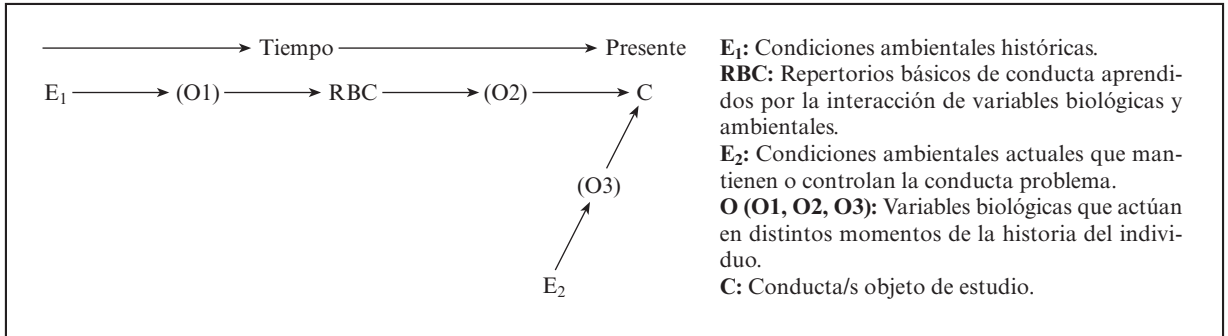 Tiempo Presente
E₁ (O1) RBC (O2) C
(O3)
E₂
E₁: Condiciones ambientales históricas.
RBC: Repertorios básicos de conducta aprendi-
dos por la interacción de variables biológicas y
ambientales.
E₂: Condiciones ambientales actuales que man-
tienen o controlan la conducta problema.
O (O1, O2, O3): Variables biológicas que actúan
en distintos momentos de la historia del indivi-
duo.
C: Conducta/s objeto de estudio.